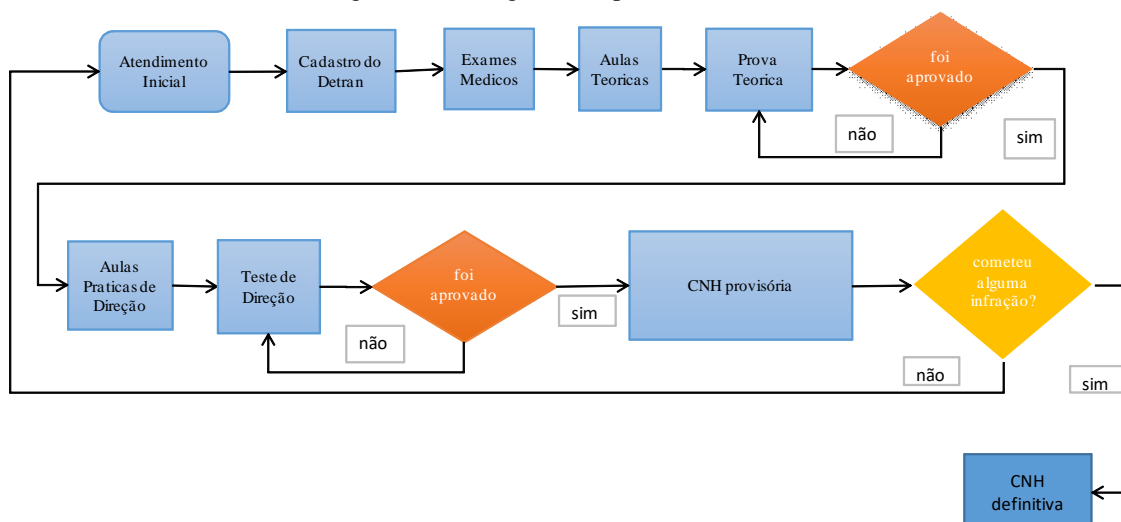 Atendimento
Inicial
Cadastro do
Detran
Exames
Medicos
Aulas
Teoricas
Prova
Teorica
foi
aprovado
não
sim
Aulas
Praticas de
Direção
Teste de
Direção
foi
aprovado
não
sim
CNH provisória
cometeu
alguma
infração?
não
sim
CNH
definitiva